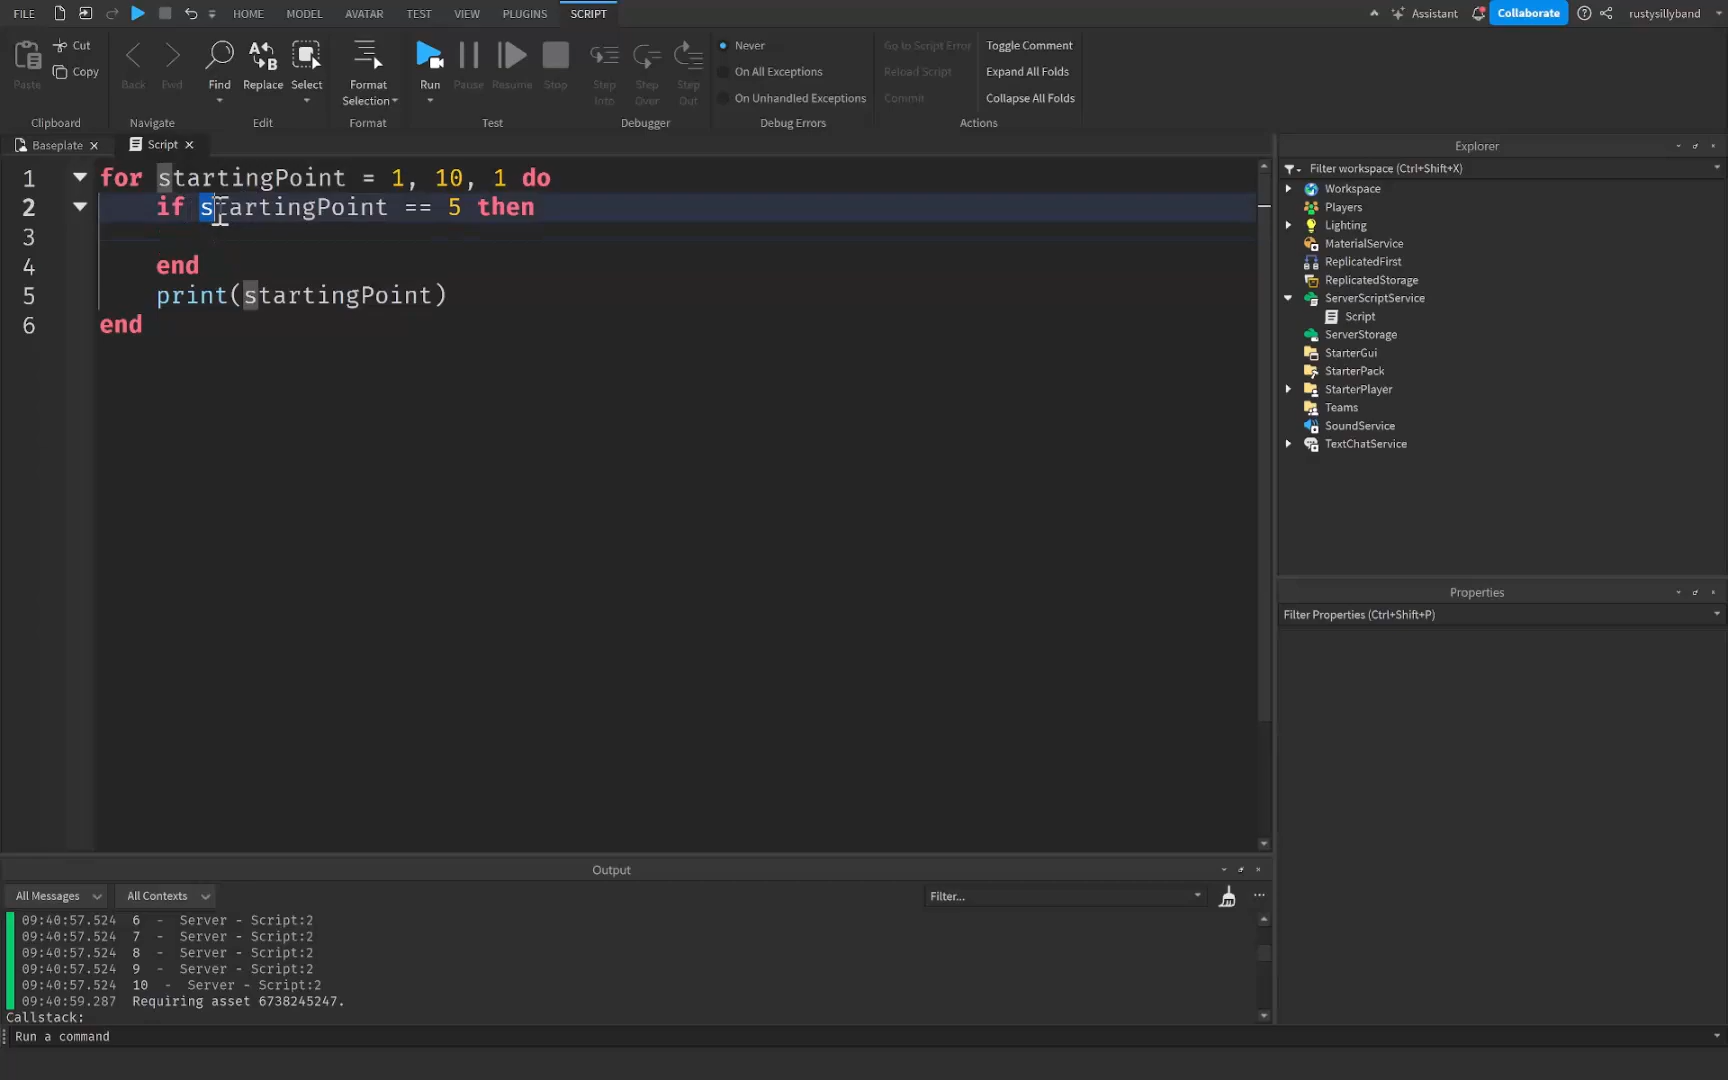 FILE HOME MODEL AVATAR TEST VIEW PLUGINS SCRIPT Assistant Collaborate rustysillyband
Paste Cut Copy Back Fwd Find Replace Select Format Selection Run Pause Resume Stop Step Into Step Over Step Out Never On All Exceptions On Unhandled Exceptions Go to Script Error Reload Script Commit Toggle Comment Expand All Folds Collapse All Folds
Clipboard Navigate Edit Format Test Debugger Debug Errors Actions
Baseplate Script
1 for startingPoint = 1, 10, 1 do
2 if startingPoint == 5 then
3
4 end
5 print(startingPoint)
6 end
Explorer
Filter workspace (Ctrl+Shift+X)
Workspace
Players
Lighting
MaterialService
ReplicatedFirst
ReplicatedStorage
ServerScriptService
Script
ServerStorage
StarterGui
StarterPack
StarterPlayer
Teams
SoundService
TextChatService
Properties
Filter Properties (Ctrl+Shift+P)
Output
All Messages All Contexts Filter...
09:40:57.524 6 - Server - Script:2
09:40:57.524 7 - Server - Script:2
09:40:57.524 8 - Server - Script:2
09:40:57.524 9 - Server - Script:2
09:40:57.524 10 - Server - Script:2
09:40:59.287 Requiring asset 6738245247.
Callstack:
Run a command